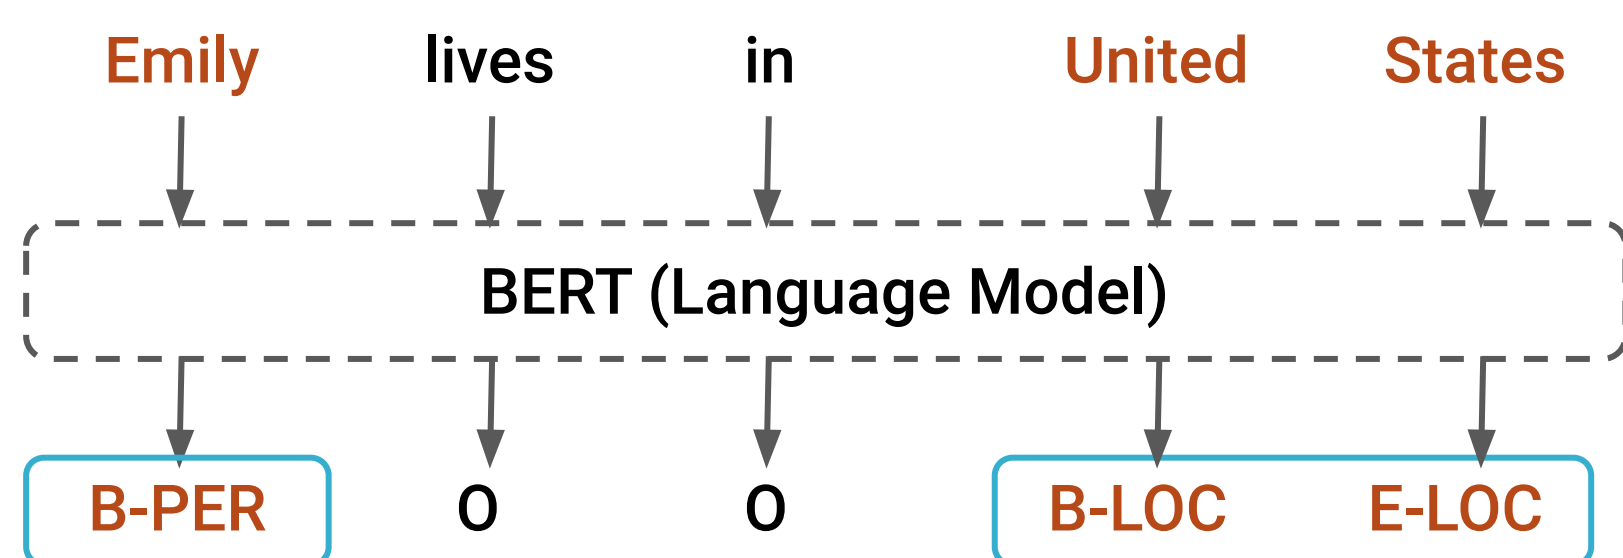 Emily lives in United States
BERT (Language Model)
B-PER O O B-LOC E-LOC